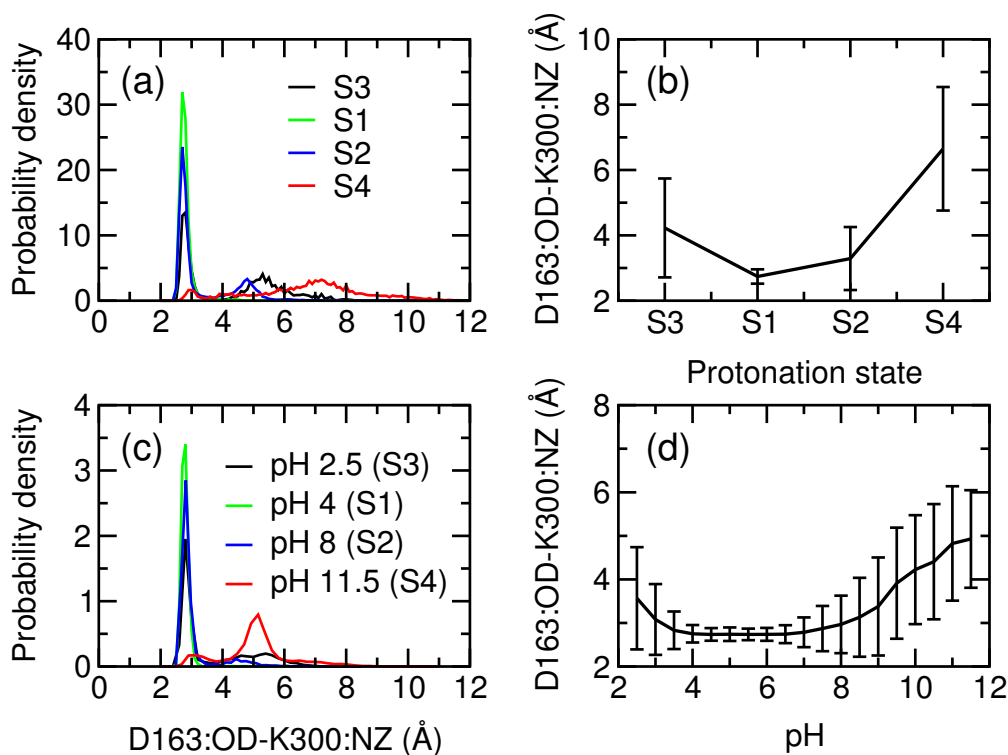 (a)
S3
S1
S2
S4
40
30
20
10
0
Probability density
0 2 4 6 8 10 12
(b)
10
8
6
4
2
D163:OD-K300:NZ (Å)
S3 S1 S2 S4
Protonation state
(c)
pH 2.5 (S3)
pH 4 (S1)
pH 8 (S2)
pH 11.5 (S4)
4
3
2
1
0
Probability density
0 2 4 6 8 10 12
D163:OD-K300:NZ (Å)
(d)
8
6
4
2
D163:OD-K300:NZ (Å)
2 4 6 8 10 12
pH